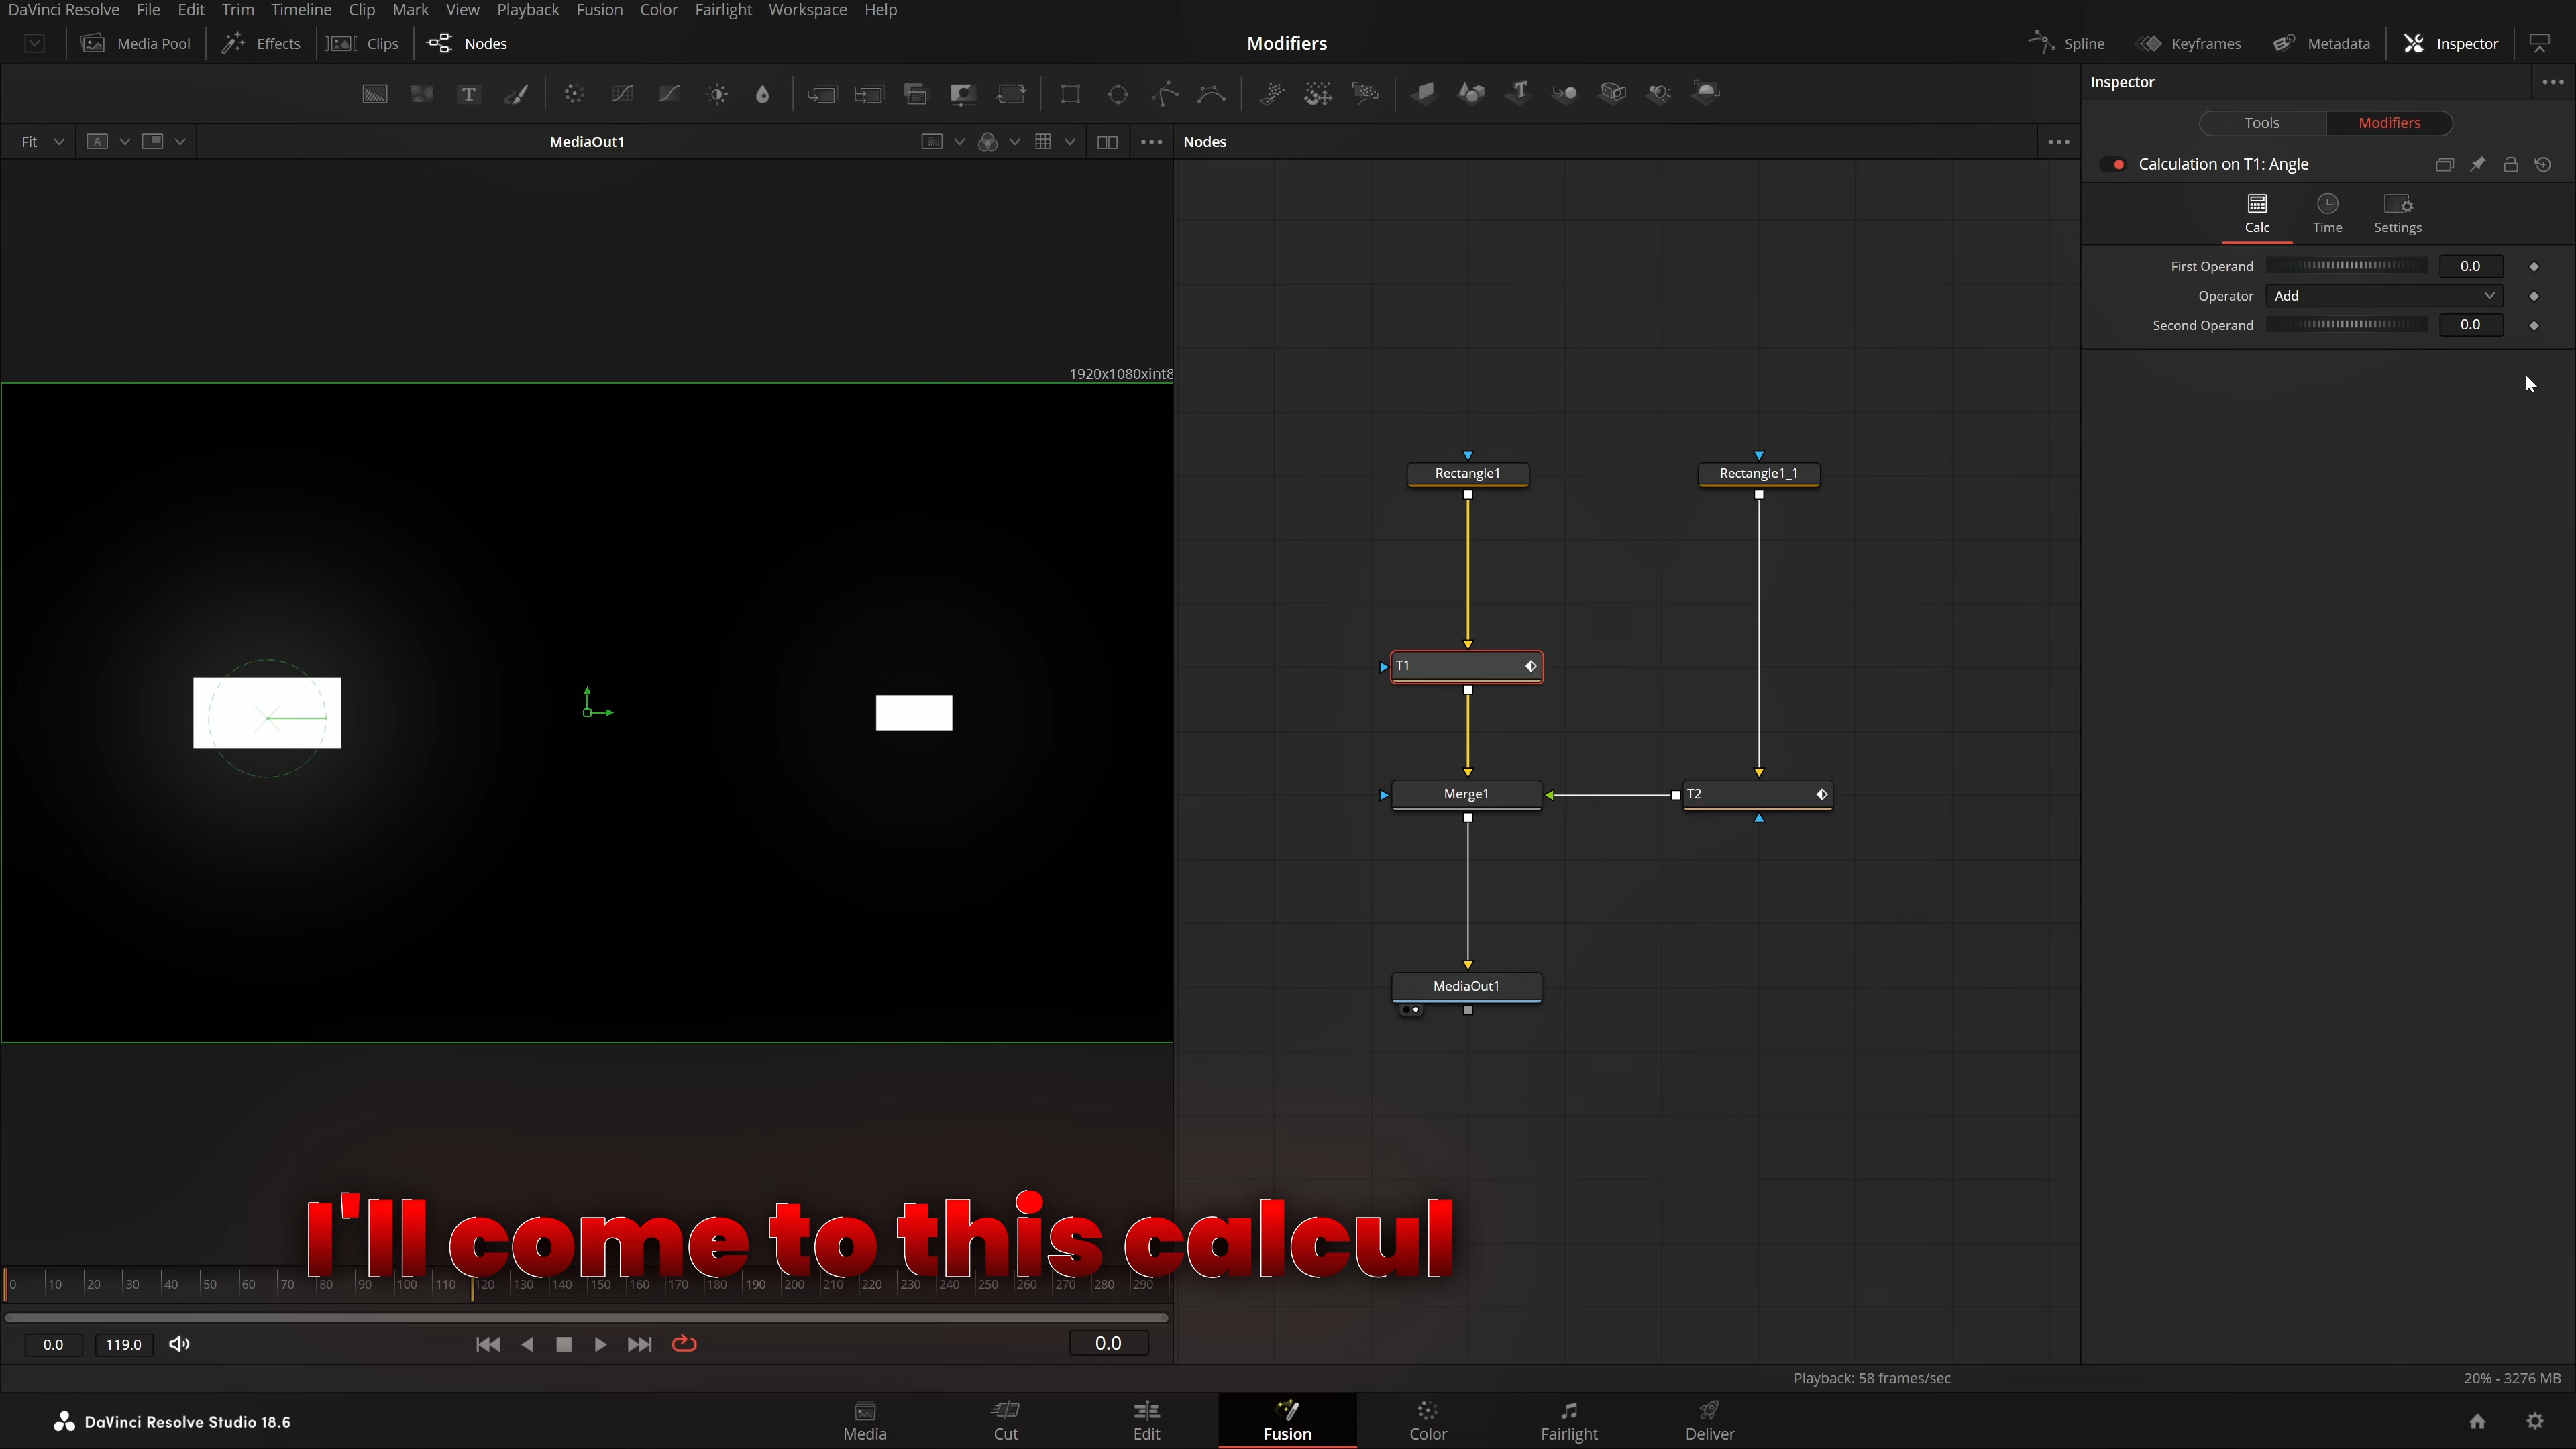 DaVinci Resolve File Edit Trim Timeline Clip Mark View Playback Fusion Color Fairlight Workspace Help
Media Pool Effects Clips Nodes Modifiers Spline Keyframes Metadata Inspector
Inspector
Fit A MediaOut1 Nodes
Tools Modifiers
Calculation on T1: Angle
Calc Time Settings
First Operand 0.0
Operator Add
Second Operand 0.0
1920x1080xint8
Rectangle1 Rectangle1_1
T1
Merge1 T2
MediaOut1
I'll come to this calcul
0 10 20 30 40 50 60 70 80 90 100 110 120 130 140 150 160 170 180 190 200 210 220 230 240 250 260 270 280 290
0.0 119.0 0.0
Playback: 58 frames/sec 20% - 3276 MB
DaVinci Resolve Studio 18.6
Media Cut Edit Fusion Color Fairlight Deliver